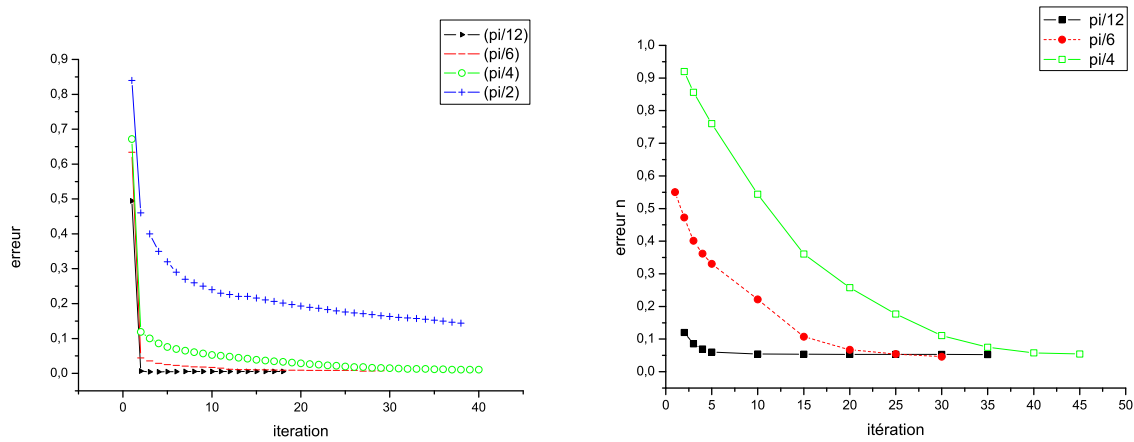 (pi/12)
(pi/6)
(pi/4)
(pi/2)
0,9
0,8
0,7
0,6
0,5
0,4
0,3
0,2
0,1
0,0
erreur
0 10 20 30 40
iteration
pi/12
pi/6
pi/4
1,0
0,9
0,8
0,7
0,6
0,5
0,4
0,3
0,2
0,1
0,0
erreur n
0 5 10 15 20 25 30 35 40 45 50
itération